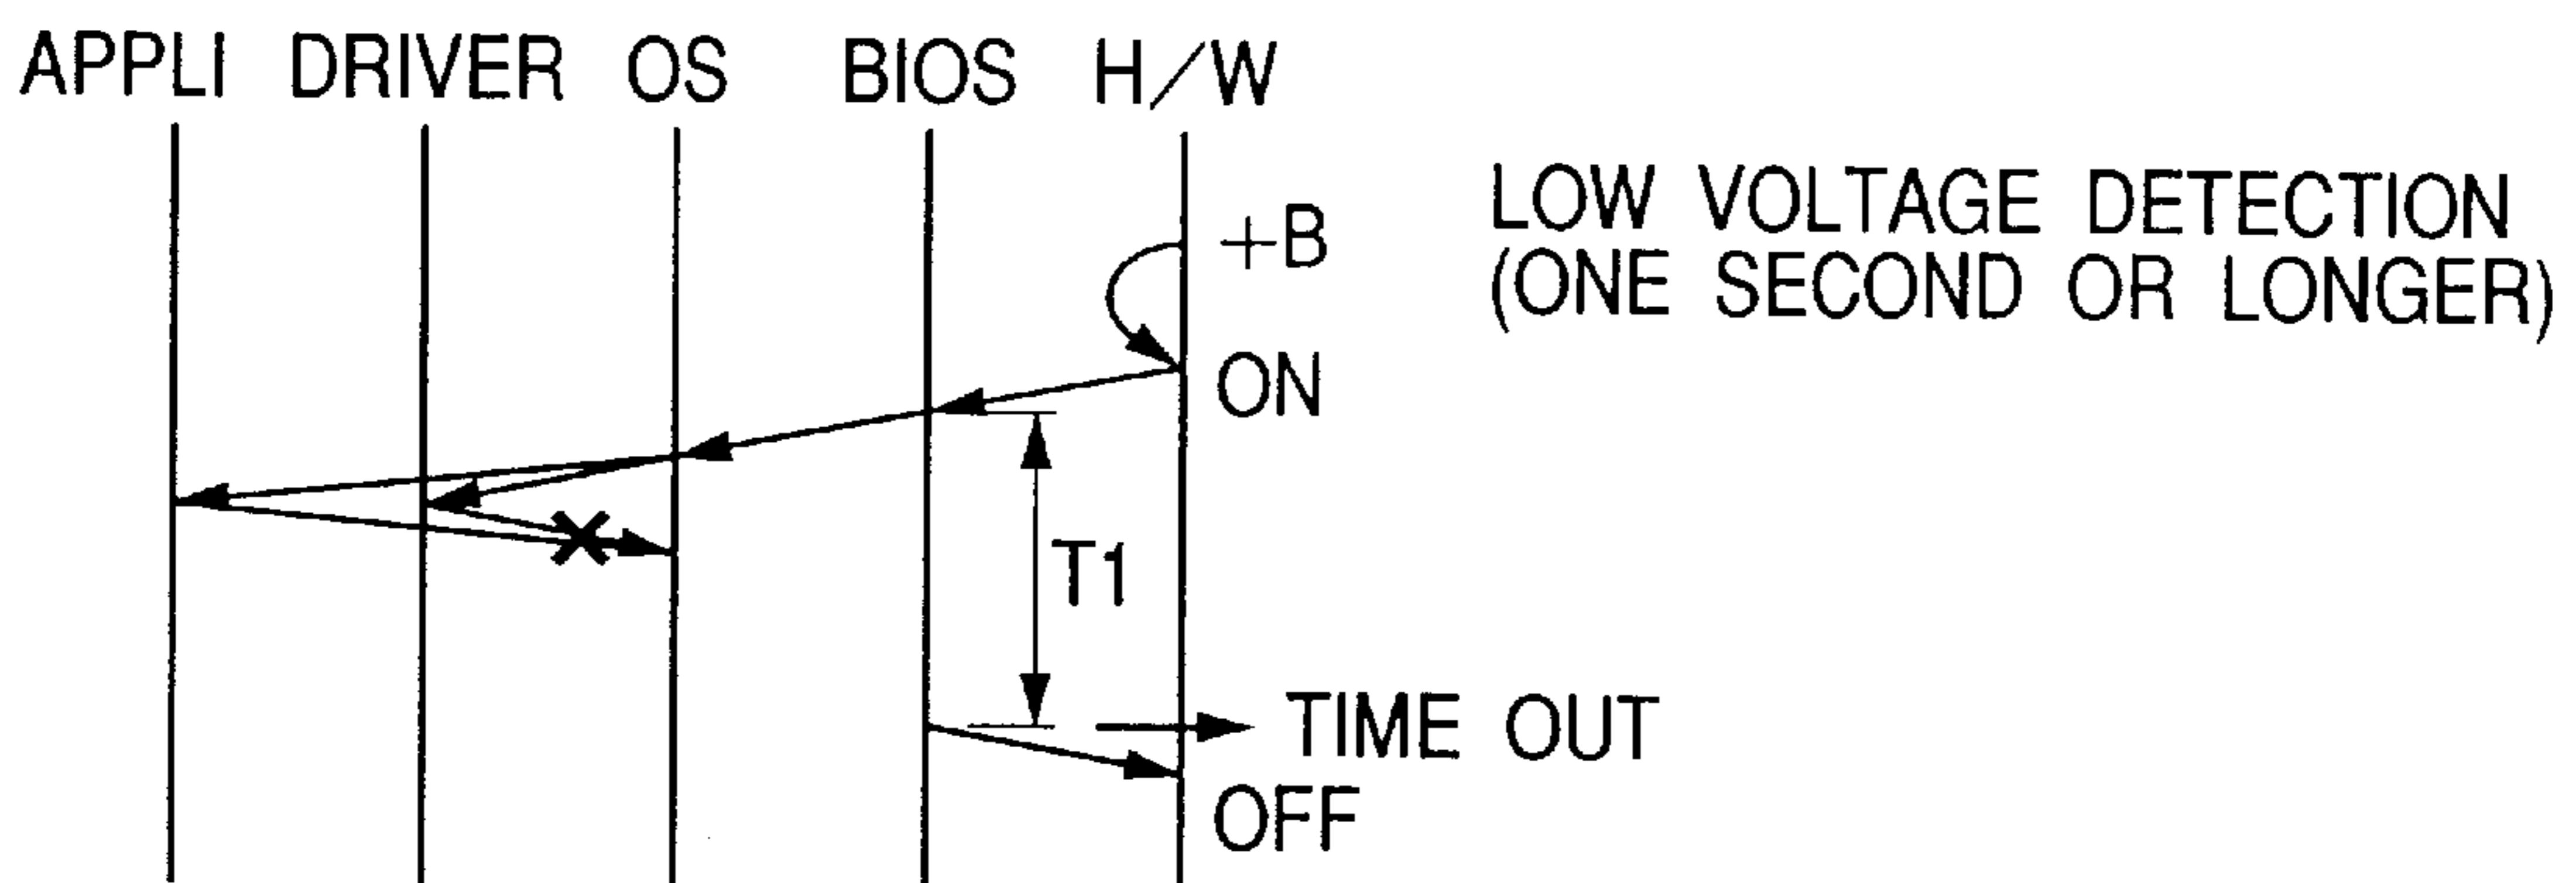 APPLI DRIVER OS BIOS H/W
LOW VOLTAGE DETECTION
(ONE SECOND OR LONGER)
+B
ON
T1
TIME OUT
OFF